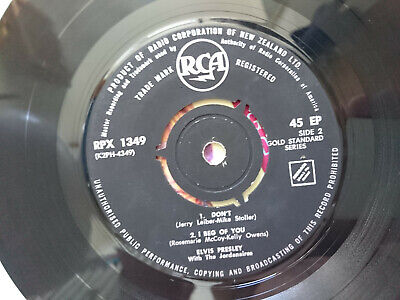 PRODUCT OF RADIO CORPORATION OF NEW ZEALAND LTD.
Master Recording and Trademark used by Authority of Radio Corporation of America
RCA
TRADE MARK REGISTERED
RPX 1349
(K2PH-4349)
45 EP
SIDE 2
GOLD STANDARD
SERIES
1. DON'T
(Jerry Leiber-Mike Stoller)
2. I BEG OF YOU
(Rosemarie McCoy-Kelly Owens)
ELVIS PRESLEY
With The Jordanaires
UNAUTHORISED PUBLIC PERFORMANCE, COPYING AND BROADCASTING OF THIS RECORD PROHIBITED